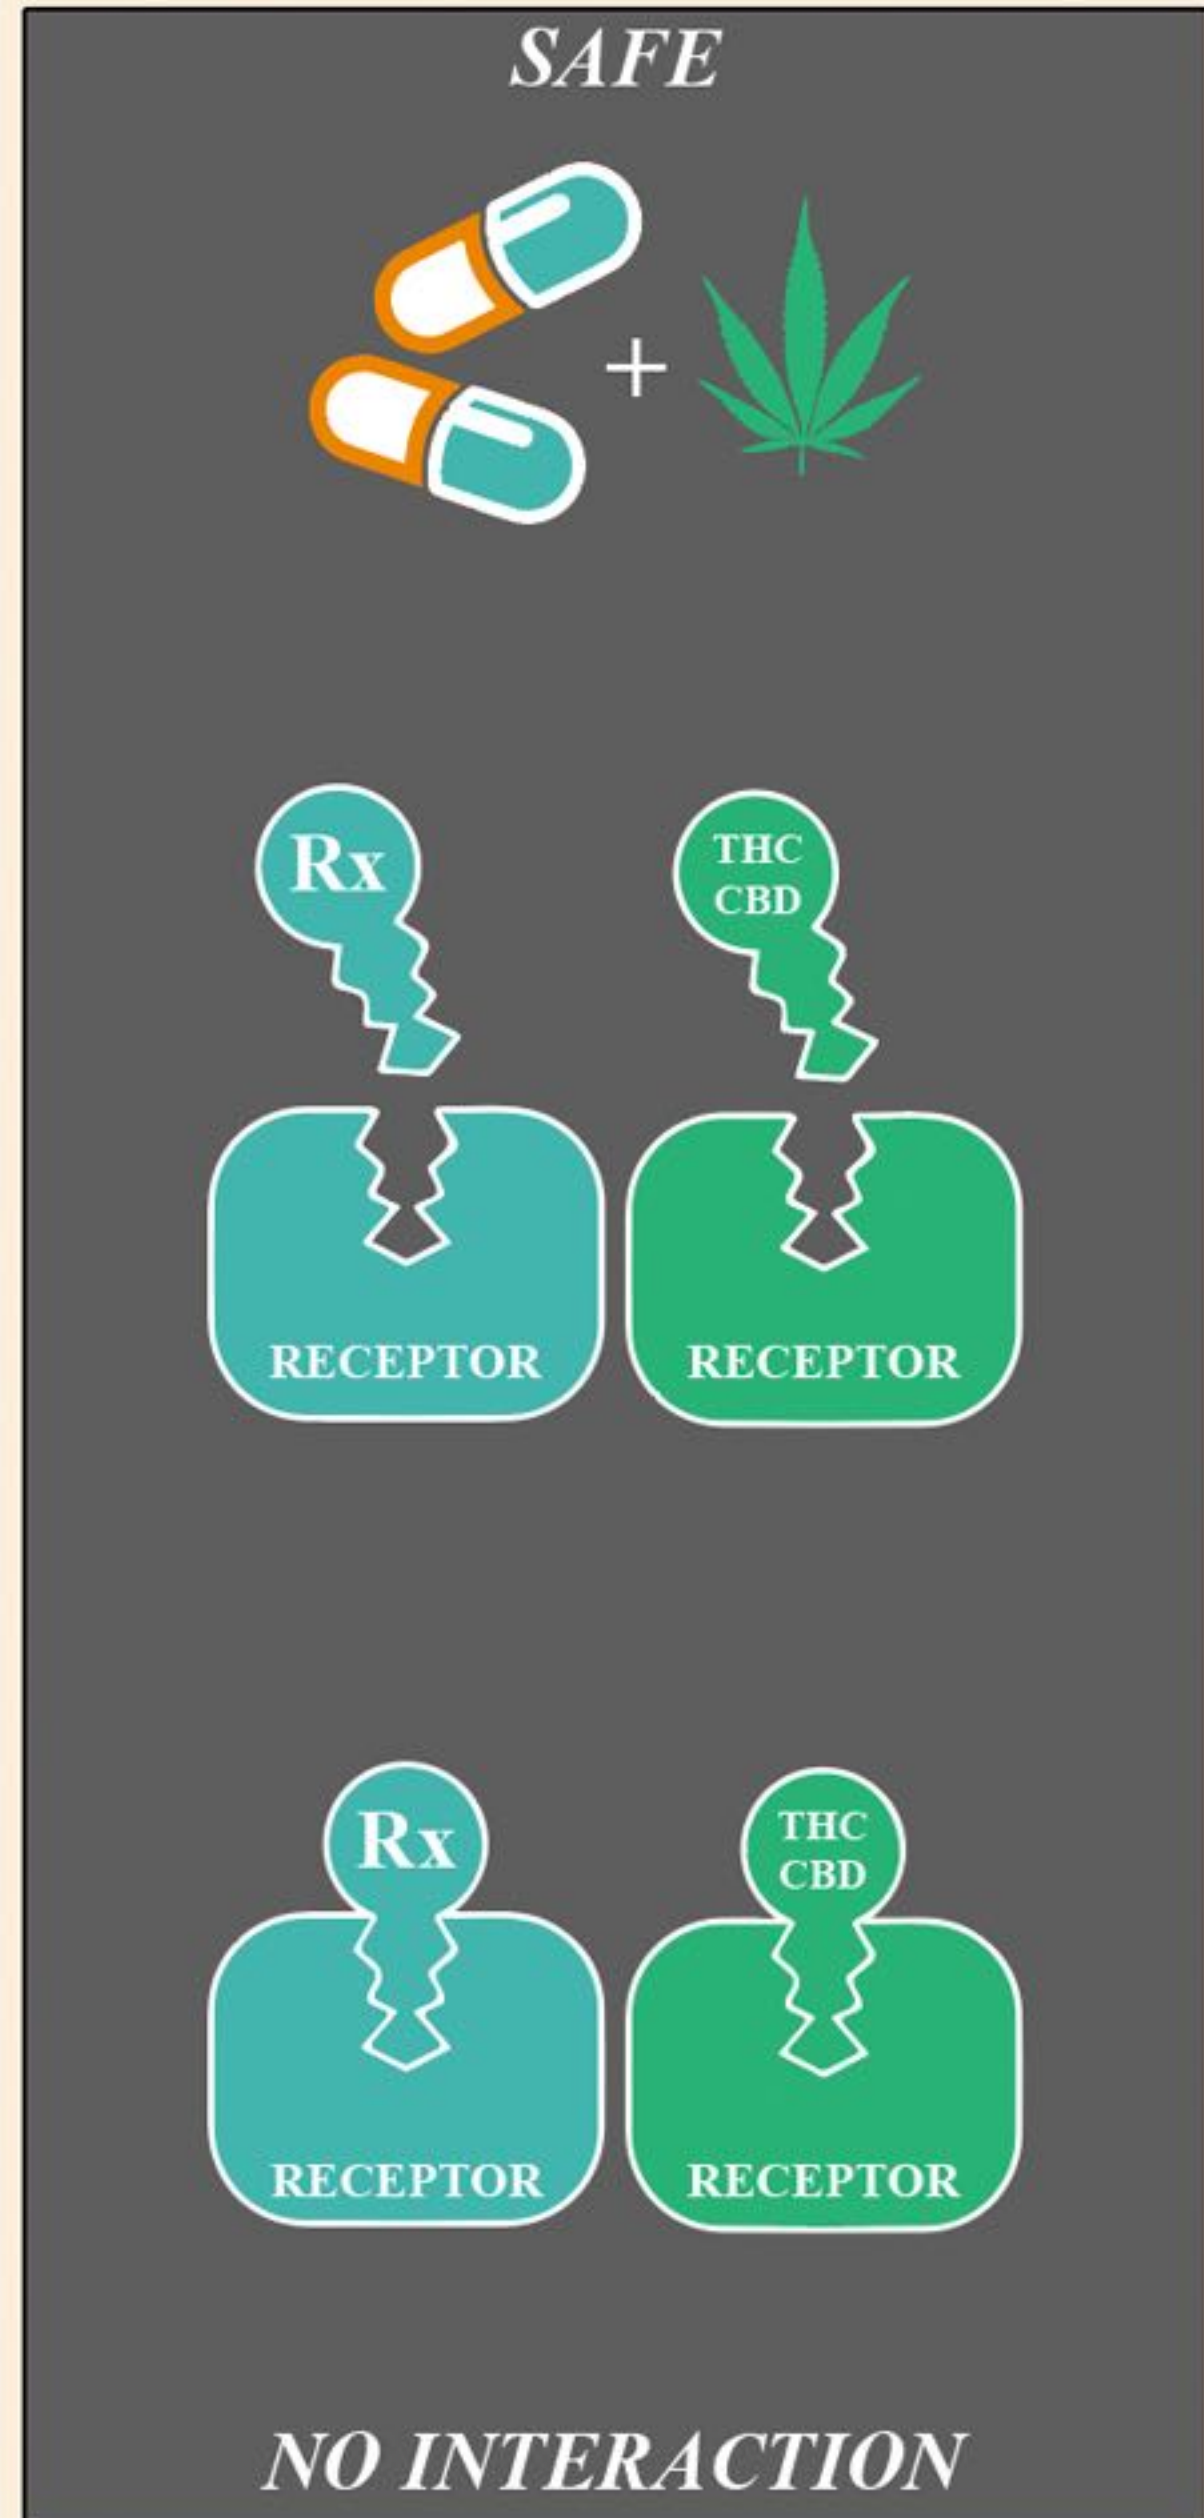 SAFE
+
Rx
THC
CBD
RECEPTOR
RECEPTOR
Rx
THC
CBD
RECEPTOR
RECEPTOR
NO INTERACTION